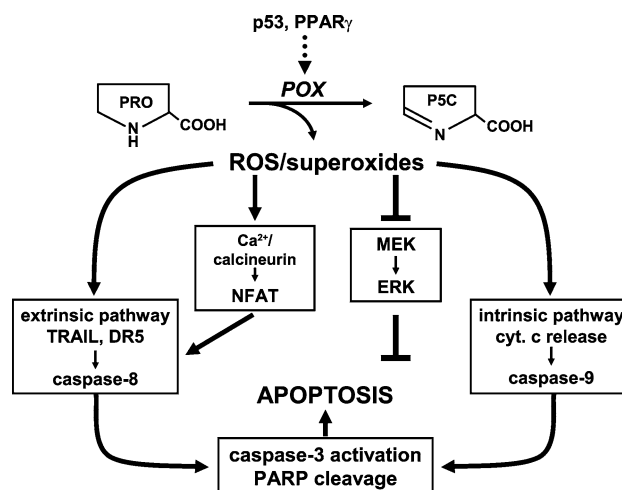 p53, PPARγ
POX
PRO
N
H
COOH
P5C
N
COOH
ROS/superoxides
Ca²⁺/
calcineurin
NFAT
MEK
ERK
extrinsic pathway
TRAIL, DR5
caspase-8
intrinsic pathway
cyt. c release
caspase-9
APOPTOSIS
caspase-3 activation
PARP cleavage